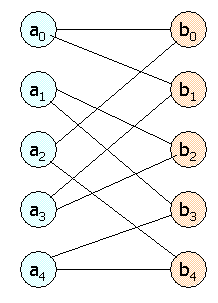 a₀ b₀
a₁ b₁
a₂ b₂
a₃ b₃
a₄ b₄